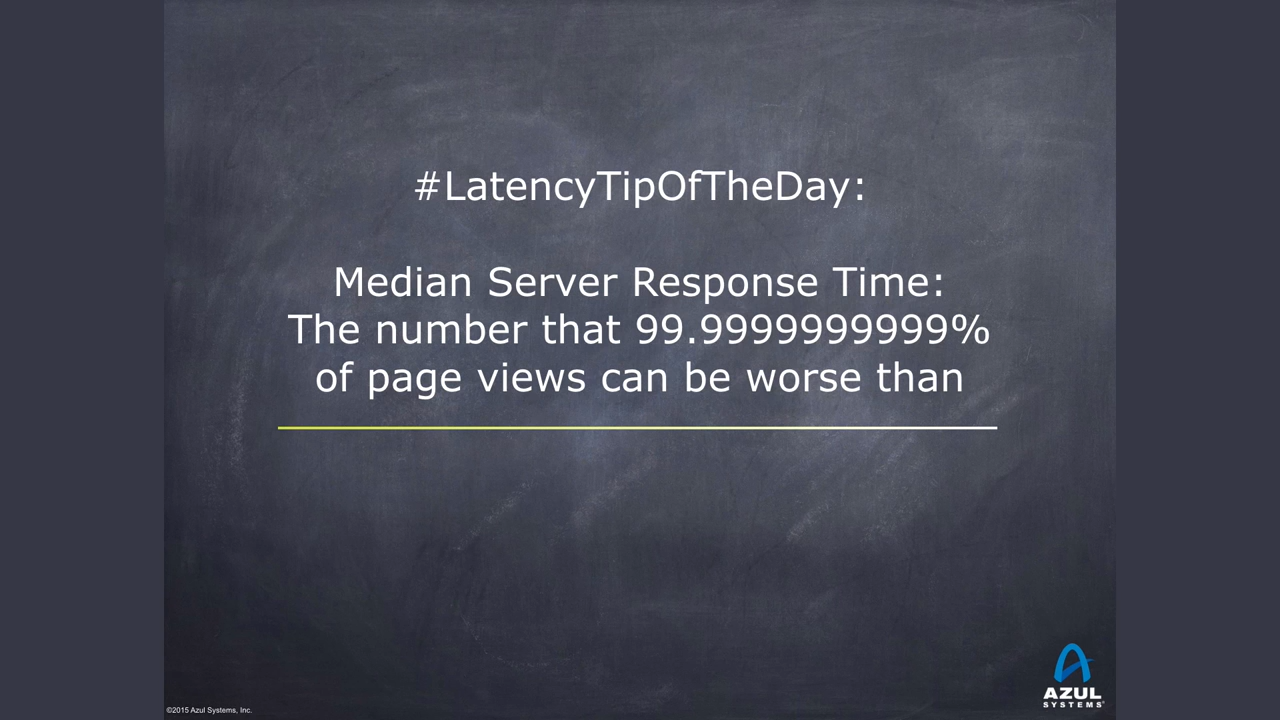 #LatencyTipOfTheDay:
Median Server Response Time:
The number that 99.9999999999%
of page views can be worse than
AZUL
SYSTEMS®
©2015 Azul Systems, Inc.